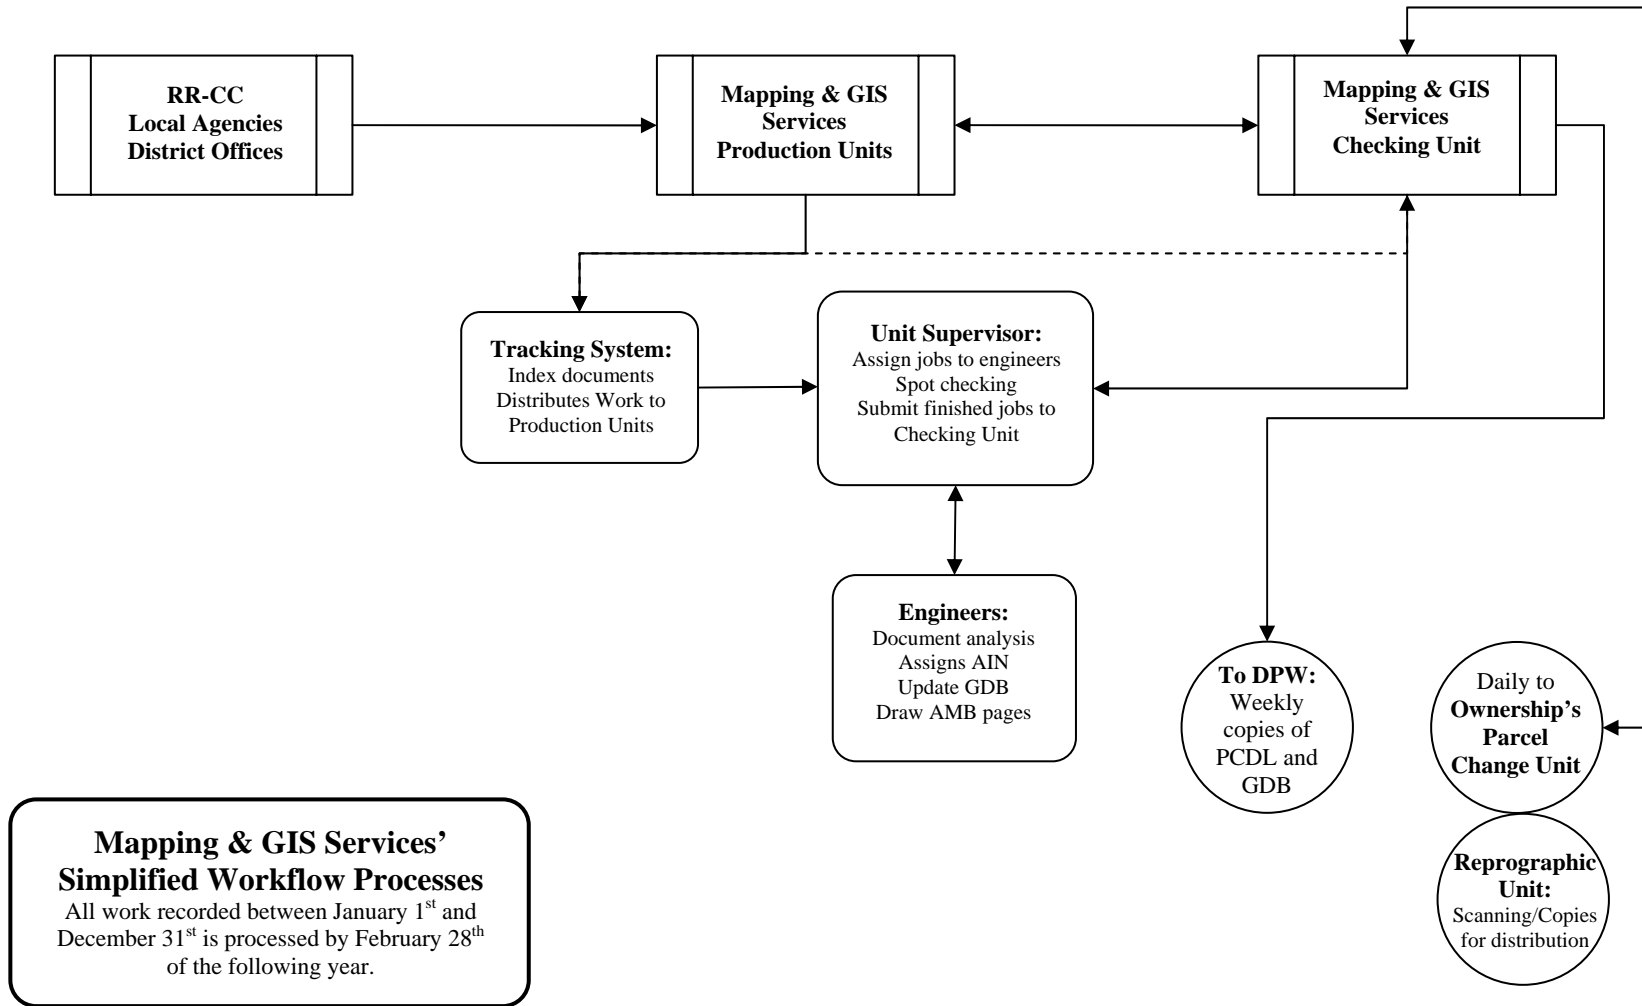 RR-CC
Local Agencies
District Offices
Mapping & GIS
Services
Production Units
Mapping & GIS
Services
Checking Unit
Tracking System:
Index documents
Distributes Work to
Production Units
Unit Supervisor:
Assign jobs to engineers
Spot checking
Submit finished jobs to
Checking Unit
Engineers:
Document analysis
Assigns AIN
Update GDB
Draw AMB pages
To DPW:
Weekly
copies of
PCDL and
GDB
Daily to
Ownership’s
Parcel
Change Unit
Reprographic
Unit:
Scanning/Copies
for distribution
Mapping & GIS Services’
Simplified Workflow Processes
All work recorded between January 1st and
December 31st is processed by February 28th
of the following year.